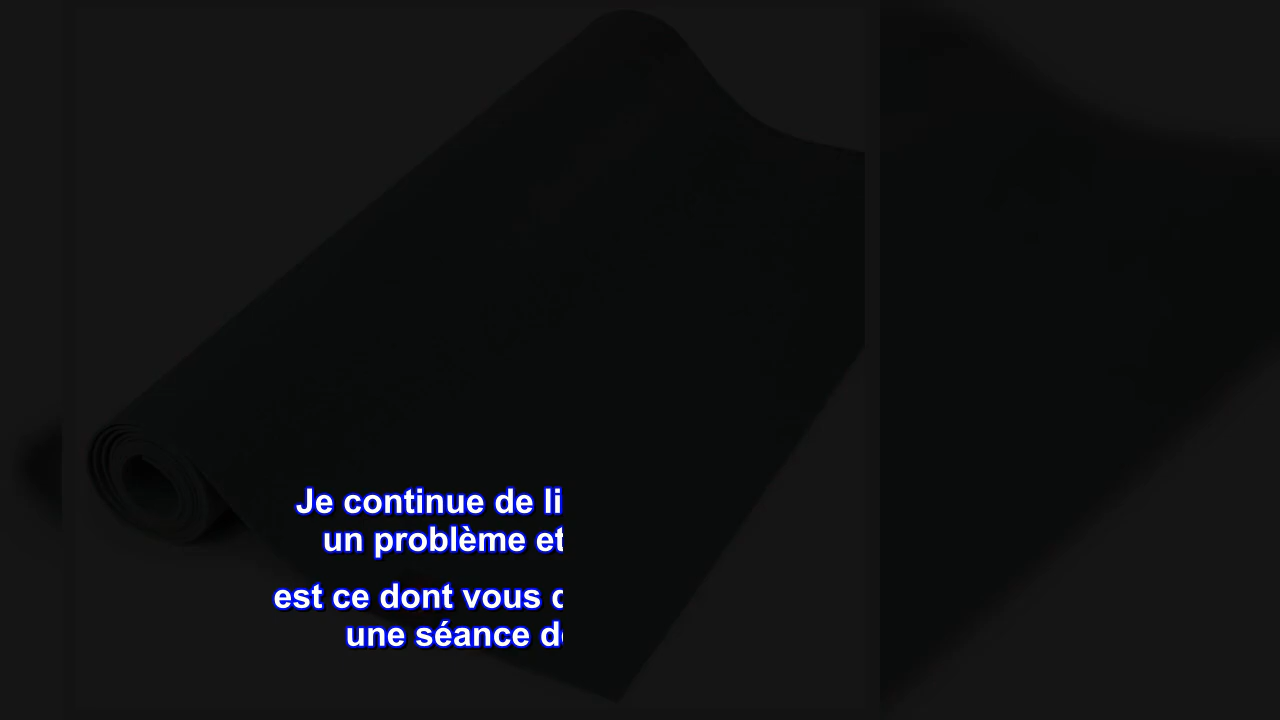 Je continue de li
un problème et
est ce dont vous
une séance